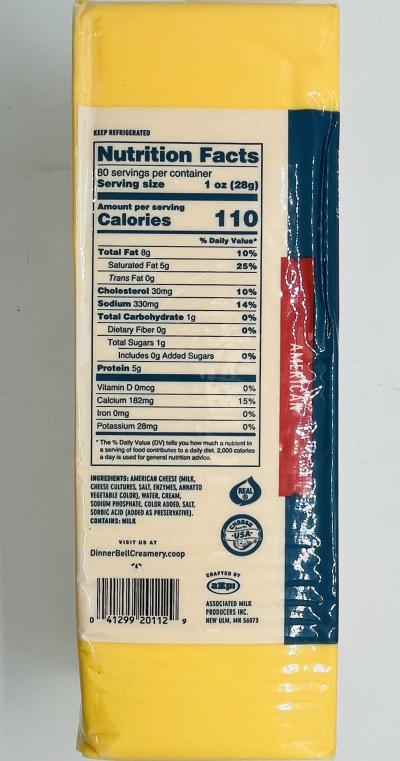 KEEP REFRIGERATED
Nutrition Facts
80 servings per container
Serving size 1 oz (28g)
Amount per serving
Calories 110
% Daily Value*
Total Fat 8g 10%
Saturated Fat 5g 25%
Trans Fat 0g
Cholesterol 30mg 10%
Sodium 330mg 14%
Total Carbohydrate 1g 0%
Dietary Fiber 0g 0%
Total Sugars 1g
Includes 0g Added Sugars 0%
Protein 5g
Vitamin D 0mcg 0%
Calcium 182mg 15%
Iron 0mg 0%
Potassium 28mg 0%
* The % Daily Value (DV) tells you how much a nutrient in
a serving of food contributes to a daily diet. 2,000 calories
a day is used for general nutrition advice.
INGREDIENTS: AMERICAN CHEESE (MILK,
CHEESE CULTURES, SALT, ENZYMES, ANNATTO
VEGETABLE COLOR), WATER, CREAM,
SODIUM PHOSPHATE, COLOR ADDED, SALT,
SORBIC ACID (ADDED AS PRESERVATIVE).
CONTAINS: MILK
REAL
CHEESE
USA
VISIT US AT
DinnerBellCreamery.coop
0 41299 20112 9
CRAFTED BY
ampi
ASSOCIATED MILK
PRODUCERS INC.
NEW ULM, MN 56073
AMERICAN